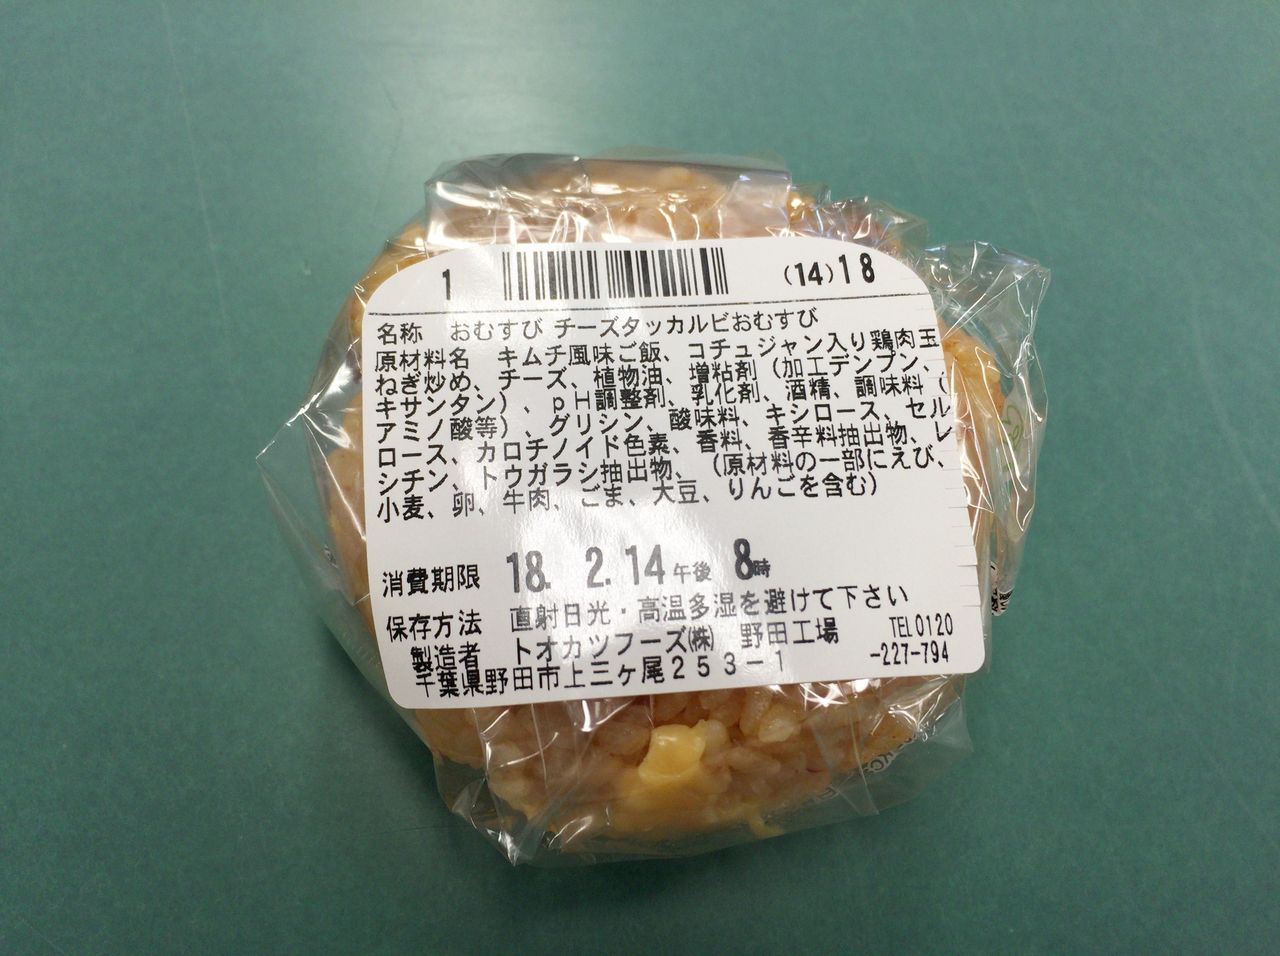 1 (14)18
名称 おむすび チーズタッカルビおむすび
原材料名 キムチ風味ご飯、コチュジャン入り鶏肉玉
ねぎ炒め、チーズ、植物油、増粘剤(加工デンプン、
キサンタン)、pH調整剤、乳化剤、酒精、調味料(
アミノ酸等)、グリシン、酸味料、キシロース、セル
ロース、カロチノイド色素、香料、香辛料抽出物、レ
シチン、トウガラシ抽出物、(原材料の一部にえび、
小麦、卵、牛肉、ごま、大豆、りんごを含む)
消費期限 18. 2. 14 午後 8時
保存方法 直射日光・高温多湿を避けて下さい
製造者 トオカツフーズ㈱ 野田工場 TEL0120
千葉県野田市上三ヶ尾253-1 -227-794